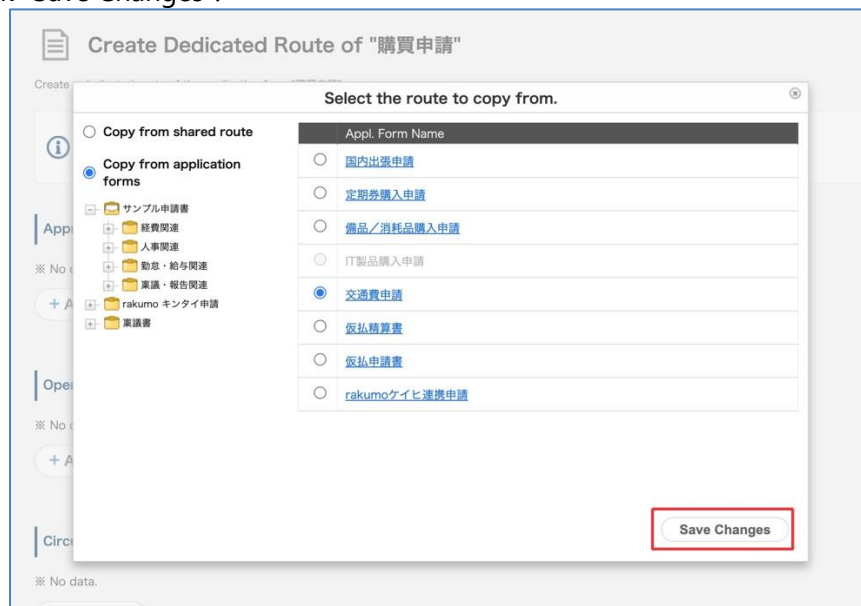 Save Changes".
Create Dedicated Route of "購買申請"
Create
Select the route to copy from.
Copy from shared route
Copy from application
forms
サンプル申請書
経費関連
人事関連
勤怠・給与関連
稟議・報告関連
rakumo キンタイ申請
稟議書
Appl. Form Name
国内出張申請
定期券購入申請
備品／消耗品購入申請
IT製品購入申請
交通費申請
仮払精算書
仮払申請書
rakumoケイヒ連携申請
Save Changes
App
※ No
+ A
Ope
※ No
+ A
Circ
※ No data.